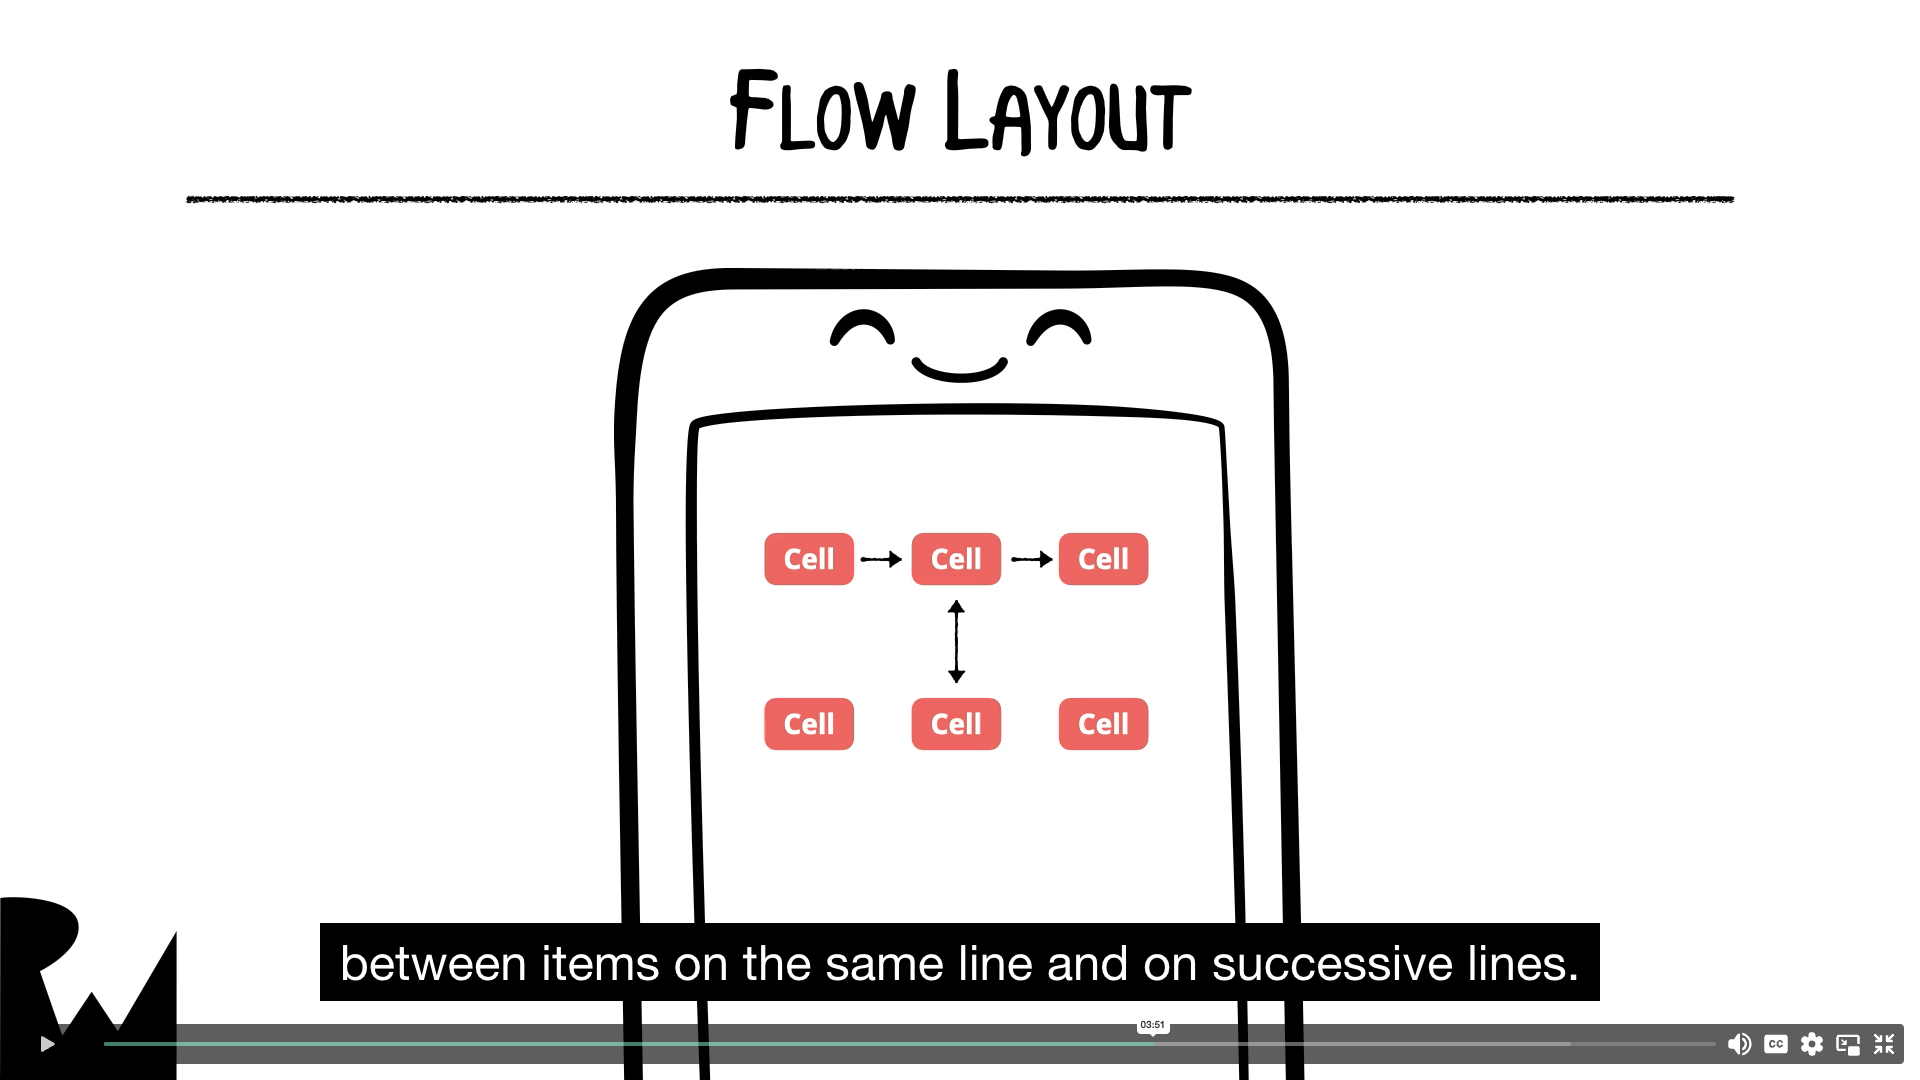 Flow Layout
Cell Cell Cell
Cell Cell Cell
between items on the same line and on successive lines.
03:51
CC